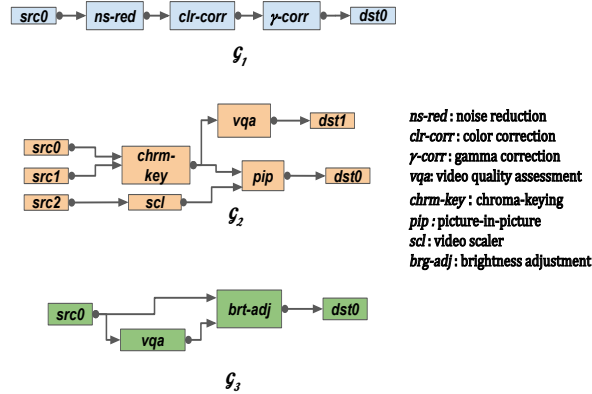 src0 ns-red clr-corr γ-corr dst0
𝒢1
vqa dst1
src0
chrm-
key
src1
pip dst0
src2 scl
𝒢2
ns-red : noise reduction
clr-corr : color correction
γ-corr : gamma correction
vqa: video quality assessment
chrm-key : chroma-keying
pip : picture-in-picture
scl : video scaler
brg-adj : brightness adjustment
src0 brt-adj dst0
vqa
𝒢3